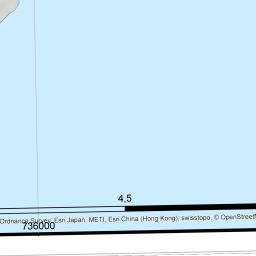 4,5
Ordnance Survey, Esri Japan, METI, Esri China (Hong Kong), swisstopo, © OpenStreetM
736000